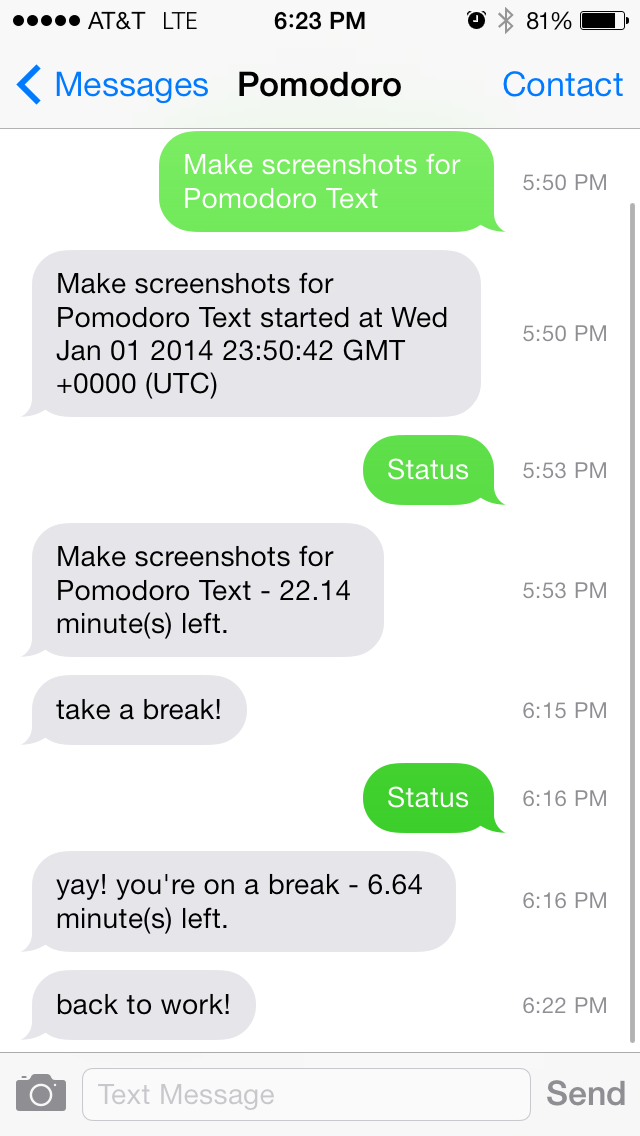 AT&T LTE 6:23 PM 81%
Messages Pomodoro Contact
Make screenshots for
Pomodoro Text
5:50 PM
Make screenshots for
Pomodoro Text started at Wed
Jan 01 2014 23:50:42 GMT
+0000 (UTC)
5:50 PM
Status
5:53 PM
Make screenshots for
Pomodoro Text - 22.14
minute(s) left.
5:53 PM
take a break!
6:15 PM
Status
6:16 PM
yay! you're on a break - 6.64
minute(s) left.
6:16 PM
back to work!
6:22 PM
Text Message Send